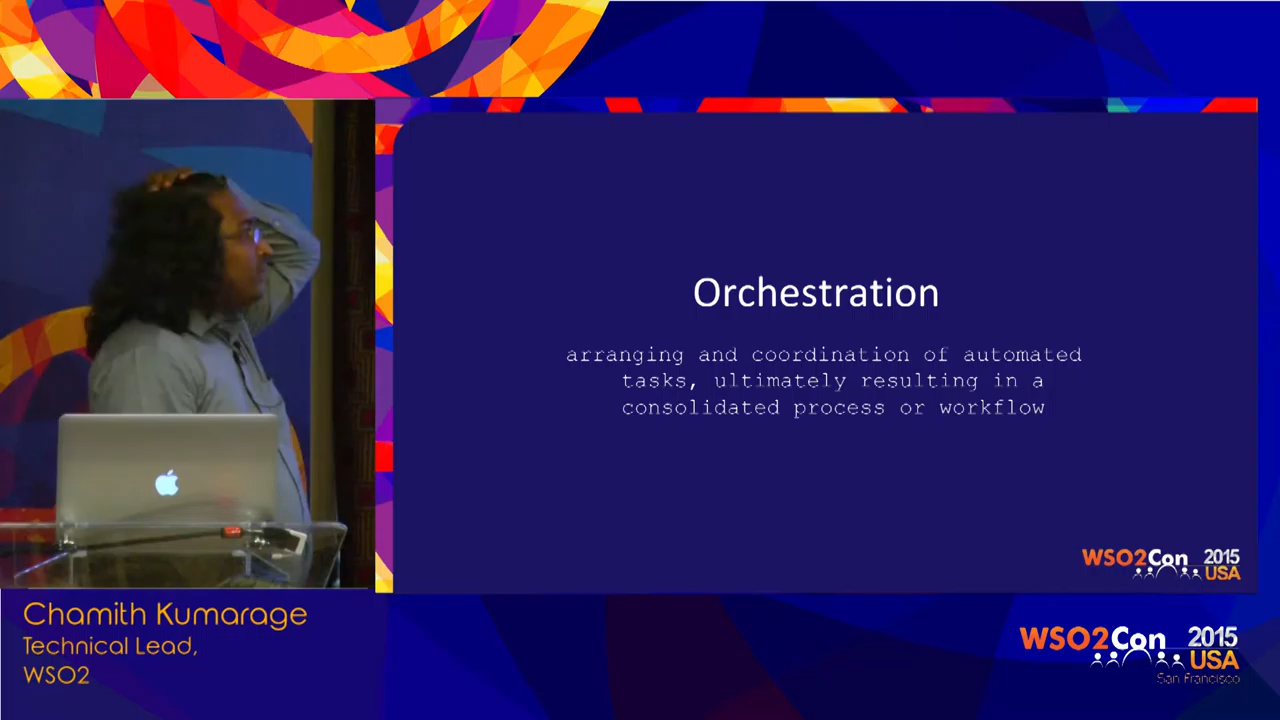 Orchestration
arranging and coordination of automated
tasks, ultimately resulting in a
consolidated process or workflow
WSO2Con 2015
USA
Chamith Kumarage
Technical Lead,
WSO2
WSO2Con 2015
USA
San Francisco